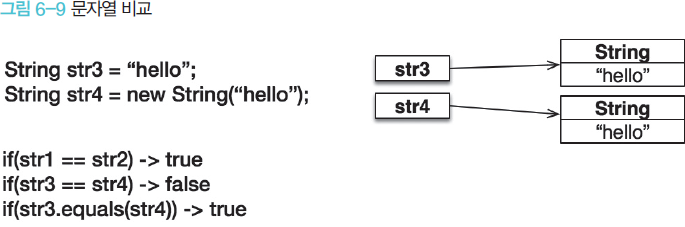 그림 6–9 문자열 비교
String str3 = “hello”;
String str4 = new String(“hello”);
if(str1 == str2) -> true
if(str3 == str4) -> false
if(str3.equals(str4)) -> true
str3
String
“hello”
str4
String
“hello”